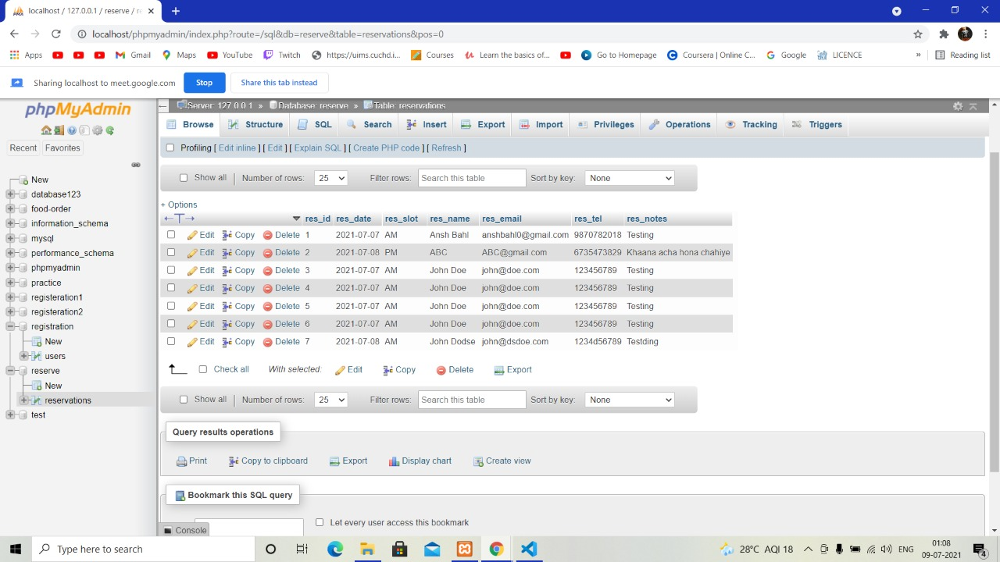 localhost / 127.0.0.1 / reserve / re
localhost/phpmyadmin/index.php?route=/sql&db=reserve&table=reservations&pos=0
Apps Gmail Maps YouTube Twitch https://uims.cuchd.i... Courses Learn the basics of... Go to Homepage Coursera | Online C... Google LICENCE » Reading list
Sharing localhost to meet.google.com Stop Share this tab instead
phpMyAdmin
Recent Favorites
New
database123
food-order
information_schema
mysql
performance_schema
phpmyadmin
practice
registeration1
registeration2
registration
New
users
reserve
New
reservations
test
Server: 127.0.0.1 » Database: reserve » Table: reservations
Browse Structure SQL Search Insert Export Import Privileges Operations Tracking Triggers
Profiling [ Edit inline ] [ Edit ] [ Explain SQL ] [ Create PHP code ] [ Refresh ]
Show all | Number of rows: 25 Filter rows: Search this table Sort by key: None
+ Options
res_id res_date res_slot res_name res_email res_tel res_notes
Edit Copy Delete 1 2021-07-07 AM Ansh Bahl anshbahl0@gmail.com 9870782018 Testing
Edit Copy Delete 2 2021-07-08 PM ABC ABC@gmail.com 6735473829 Khaana acha hona chahiye
Edit Copy Delete 3 2021-07-07 AM John Doe john@doe.com 123456789 Testing
Edit Copy Delete 4 2021-07-07 AM John Doe john@doe.com 123456789 Testing
Edit Copy Delete 5 2021-07-07 AM John Doe john@doe.com 123456789 Testing
Edit Copy Delete 6 2021-07-07 AM John Doe john@doe.com 123456789 Testing
Edit Copy Delete 7 2021-07-08 AM John Dodse john@dsdoe.com 1234d56789 Testding
Check all With selected: Edit Copy Delete Export
Show all | Number of rows: 25 Filter rows: Search this table Sort by key: None
Query results operations
Print Copy to clipboard Export Display chart Create view
Bookmark this SQL query
Let every user access this bookmark
Console
Type here to search
28°C AQI 18 ENG
01:08
09-07-2021
4